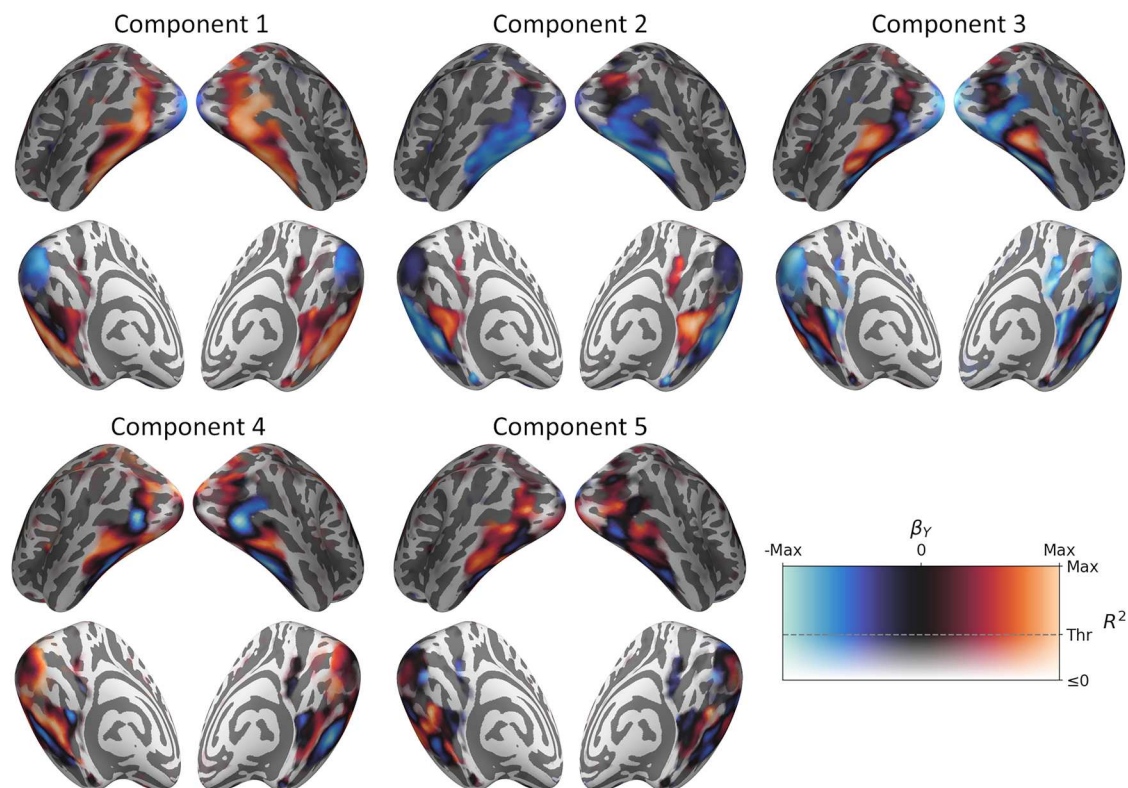 Component 1
Component 2
Component 3
Component 4
Component 5
βY
-Max 0 Max
Max
R²
Thr
≤0